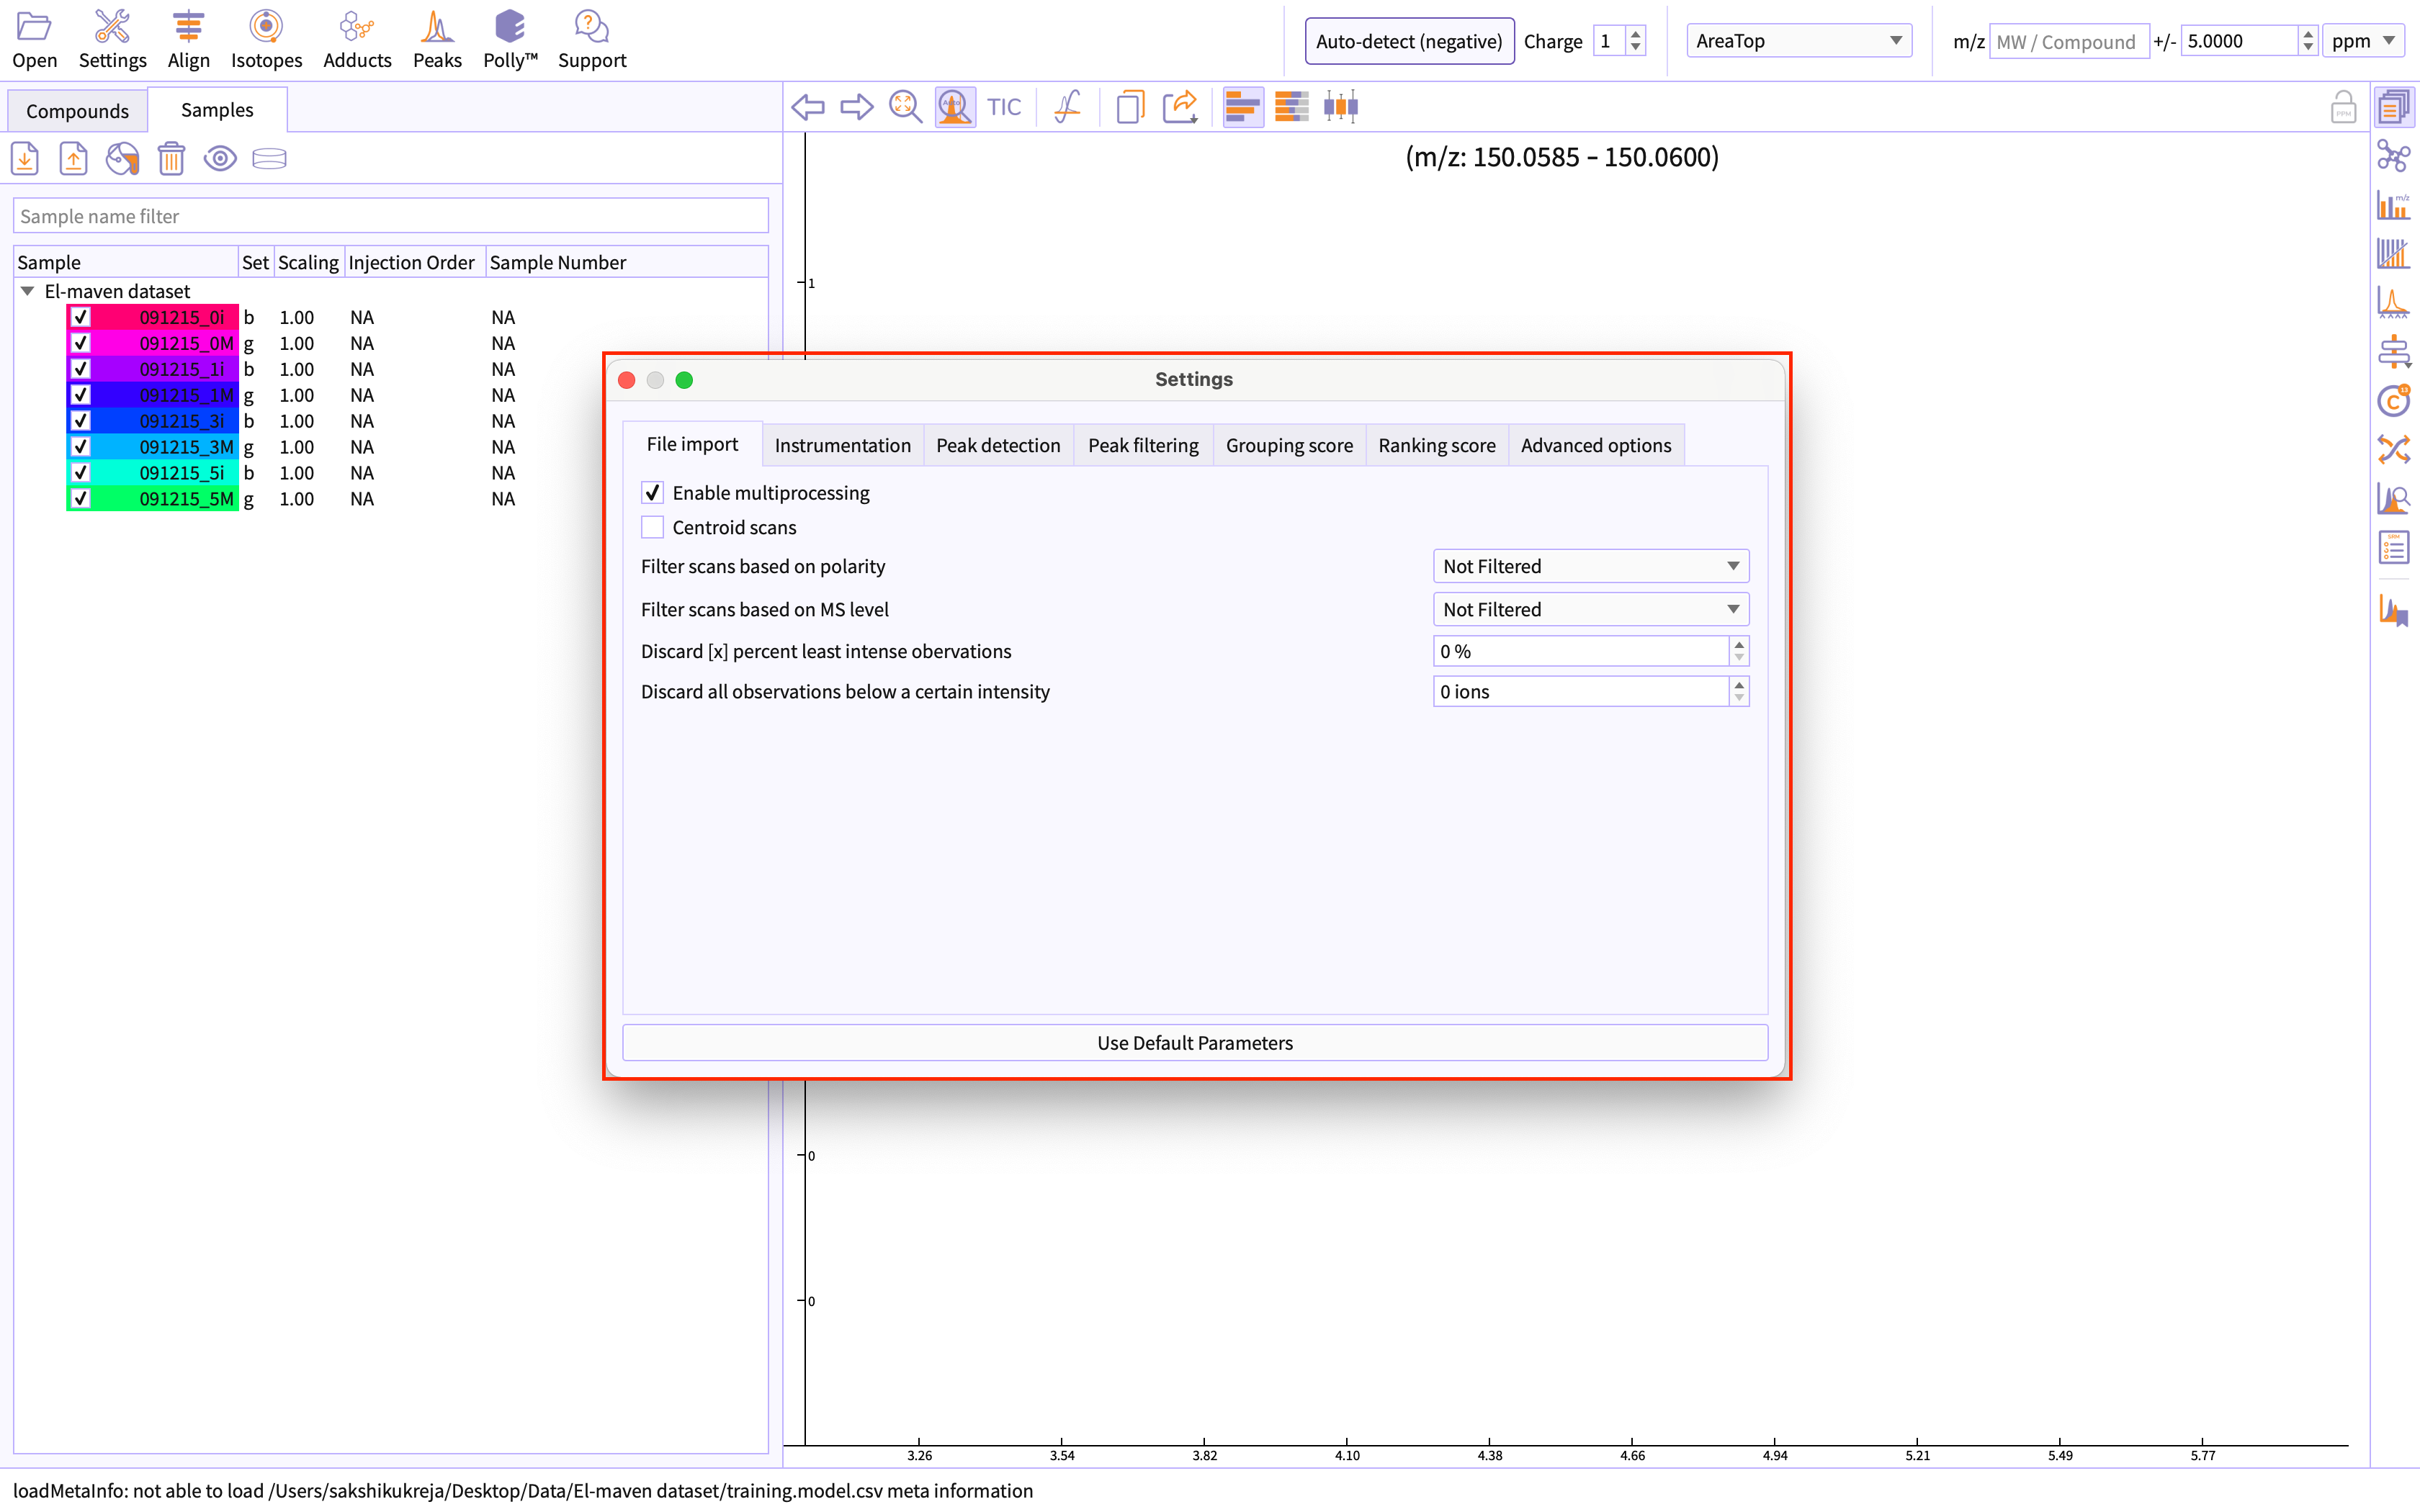 Open Settings Align Isotopes Adducts Peaks Polly™ Support
Auto-detect (negative) Charge 1 AreaTop m/z MW / Compound +/- 5.0000 ppm
Compounds Samples
TIC
PPM
(m/z: 150.0585 – 150.0600)
Sample name filter
Sample Set Scaling Injection Order Sample Number
El-maven dataset
091215_0i b 1.00 NA NA
091215_0M g 1.00 NA NA
091215_1i b 1.00 NA NA
091215_1M g 1.00 NA NA
091215_3i b 1.00 NA NA
091215_3M g 1.00 NA NA
091215_5i b 1.00 NA NA
091215_5M g 1.00 NA NA
1
Settings
File import Instrumentation Peak detection Peak filtering Grouping score Ranking score Advanced options
Enable multiprocessing
Centroid scans
Filter scans based on polarity Not Filtered
Filter scans based on MS level Not Filtered
Discard [x] percent least intense obervations 0 %
Discard all observations below a certain intensity 0 ions
Use Default Parameters
0
0
3.26 3.54 3.82 4.10 4.38 4.66 4.94 5.21 5.49 5.77
m/z
C
loadMetaInfo: not able to load /Users/sakshikukreja/Desktop/Data/El-maven dataset/training.model.csv meta information